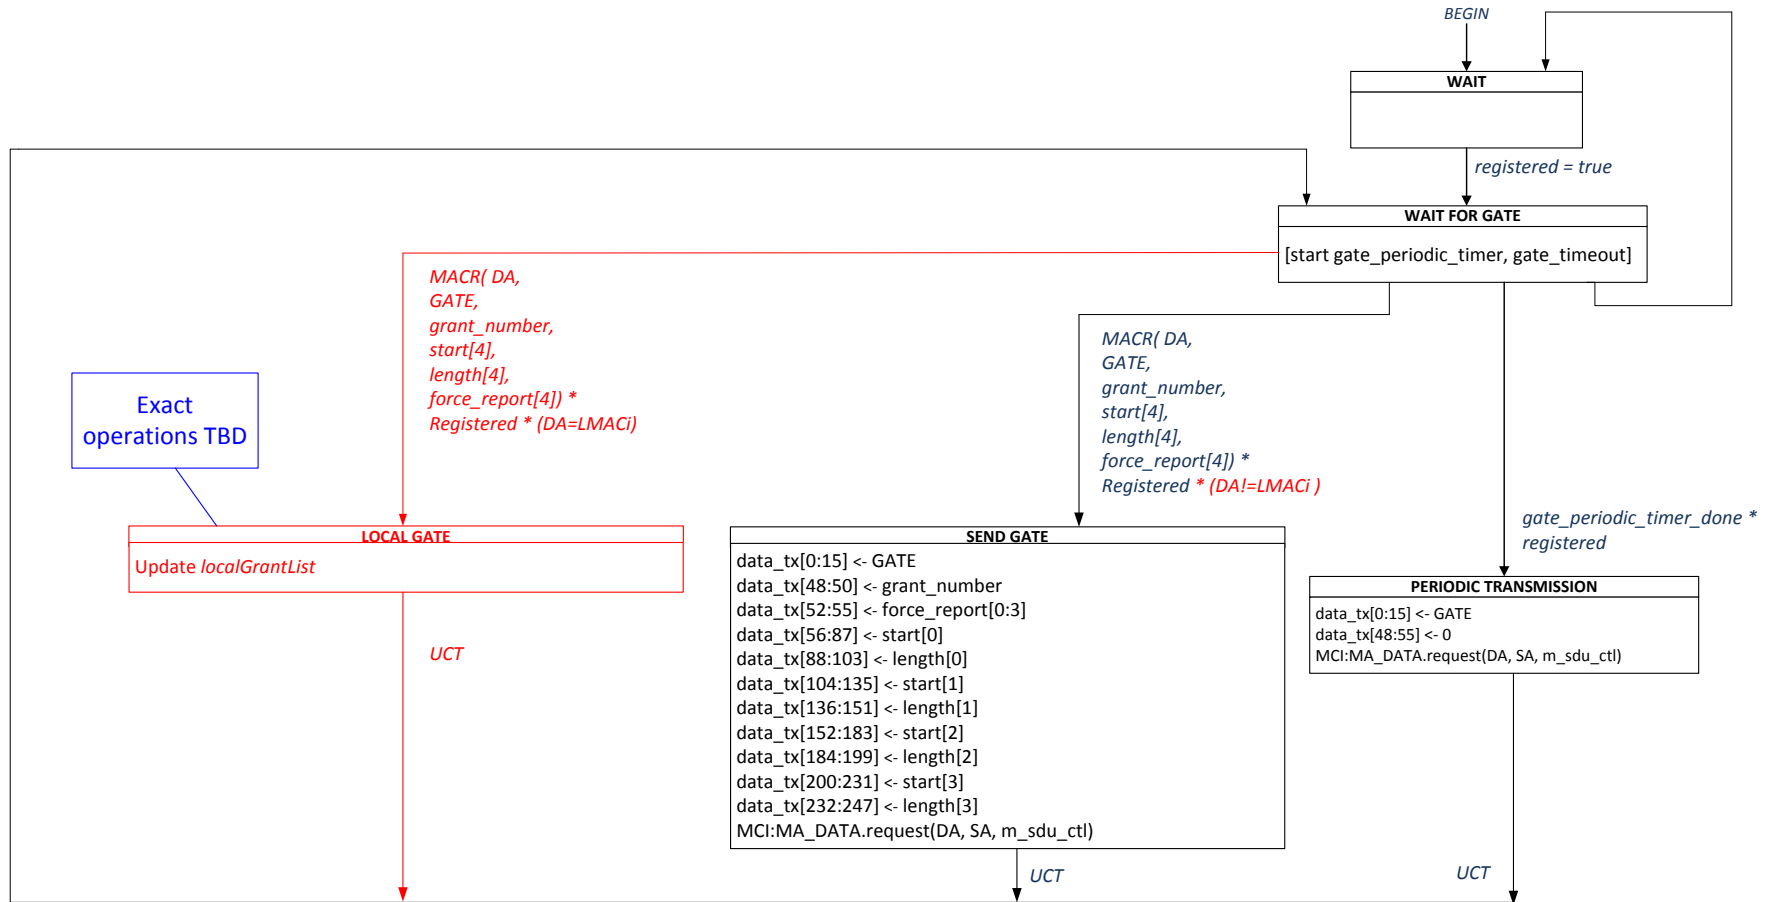 BEGIN
WAIT
registered = true
WAIT FOR GATE
[start gate_periodic_timer, gate_timeout]
MACR( DA,
GATE,
grant_number,
start[4],
length[4],
force_report[4]) *
Registered * (DA=LMACi)
MACR( DA,
GATE,
grant_number,
start[4],
length[4],
force_report[4]) *
Registered * (DA!=LMACi )
Exact
operations TBD
gate_periodic_timer_done *
registered
LOCAL GATE
Update localGrantList
UCT
SEND GATE
data_tx[0:15] <- GATE
data_tx[48:50] <- grant_number
data_tx[52:55] <- force_report[0:3]
data_tx[56:87] <- start[0]
data_tx[88:103] <- length[0]
data_tx[104:135] <- start[1]
data_tx[136:151] <- length[1]
data_tx[152:183] <- start[2]
data_tx[184:199] <- length[2]
data_tx[200:231] <- start[3]
data_tx[232:247] <- length[3]
MCI:MA_DATA.request(DA, SA, m_sdu_ctl)
UCT
PERIODIC TRANSMISSION
data_tx[0:15] <- GATE
data_tx[48:55] <- 0
MCI:MA_DATA.request(DA, SA, m_sdu_ctl)
UCT